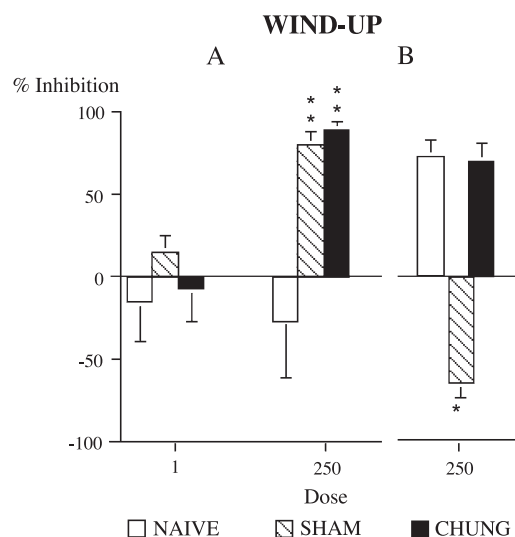 WIND-UP
A B
% Inhibition
* *
* *
100
50
0
-50
*
-100
1 250 250
Dose
NAIVE SHAM CHUNG